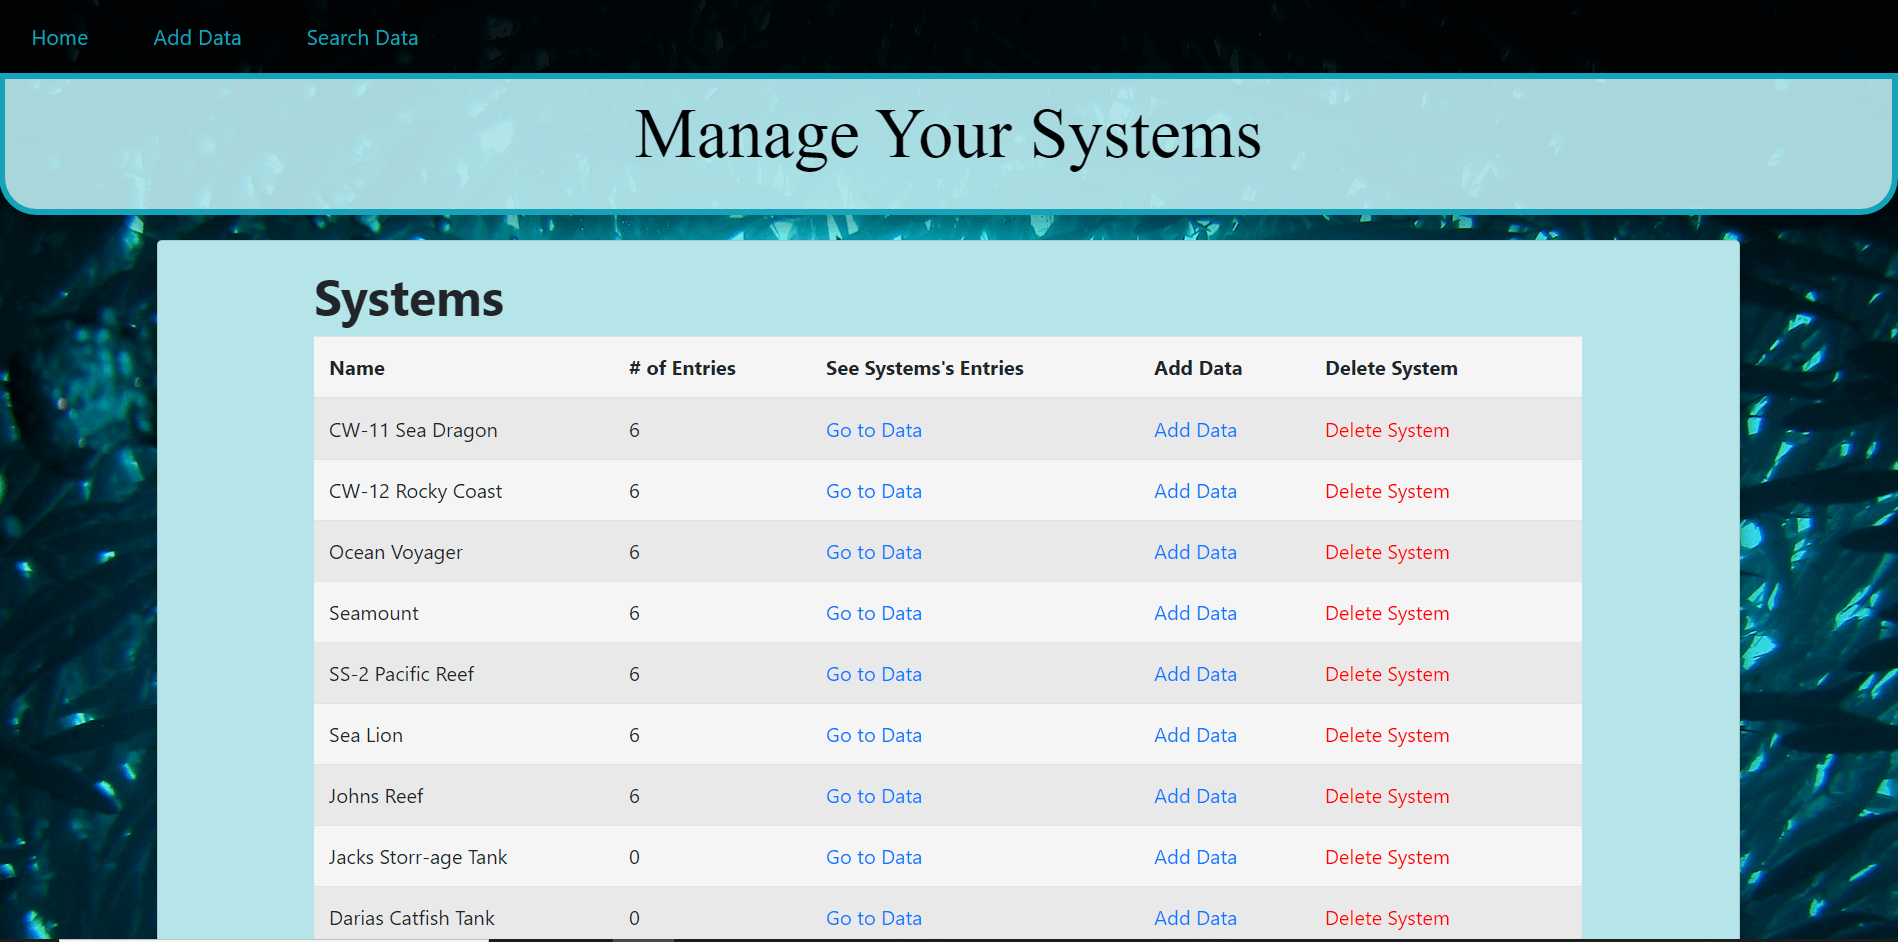 Home Add Data Search Data
Manage Your Systems
Systems
Name # of Entries See Systems's Entries Add Data Delete System
CW-11 Sea Dragon 6 Go to Data Add Data Delete System
CW-12 Rocky Coast 6 Go to Data Add Data Delete System
Ocean Voyager 6 Go to Data Add Data Delete System
Seamount 6 Go to Data Add Data Delete System
SS-2 Pacific Reef 6 Go to Data Add Data Delete System
Sea Lion 6 Go to Data Add Data Delete System
Johns Reef 6 Go to Data Add Data Delete System
Jacks Storr-age Tank 0 Go to Data Add Data Delete System
Darias Catfish Tank 0 Go to Data Add Data Delete System